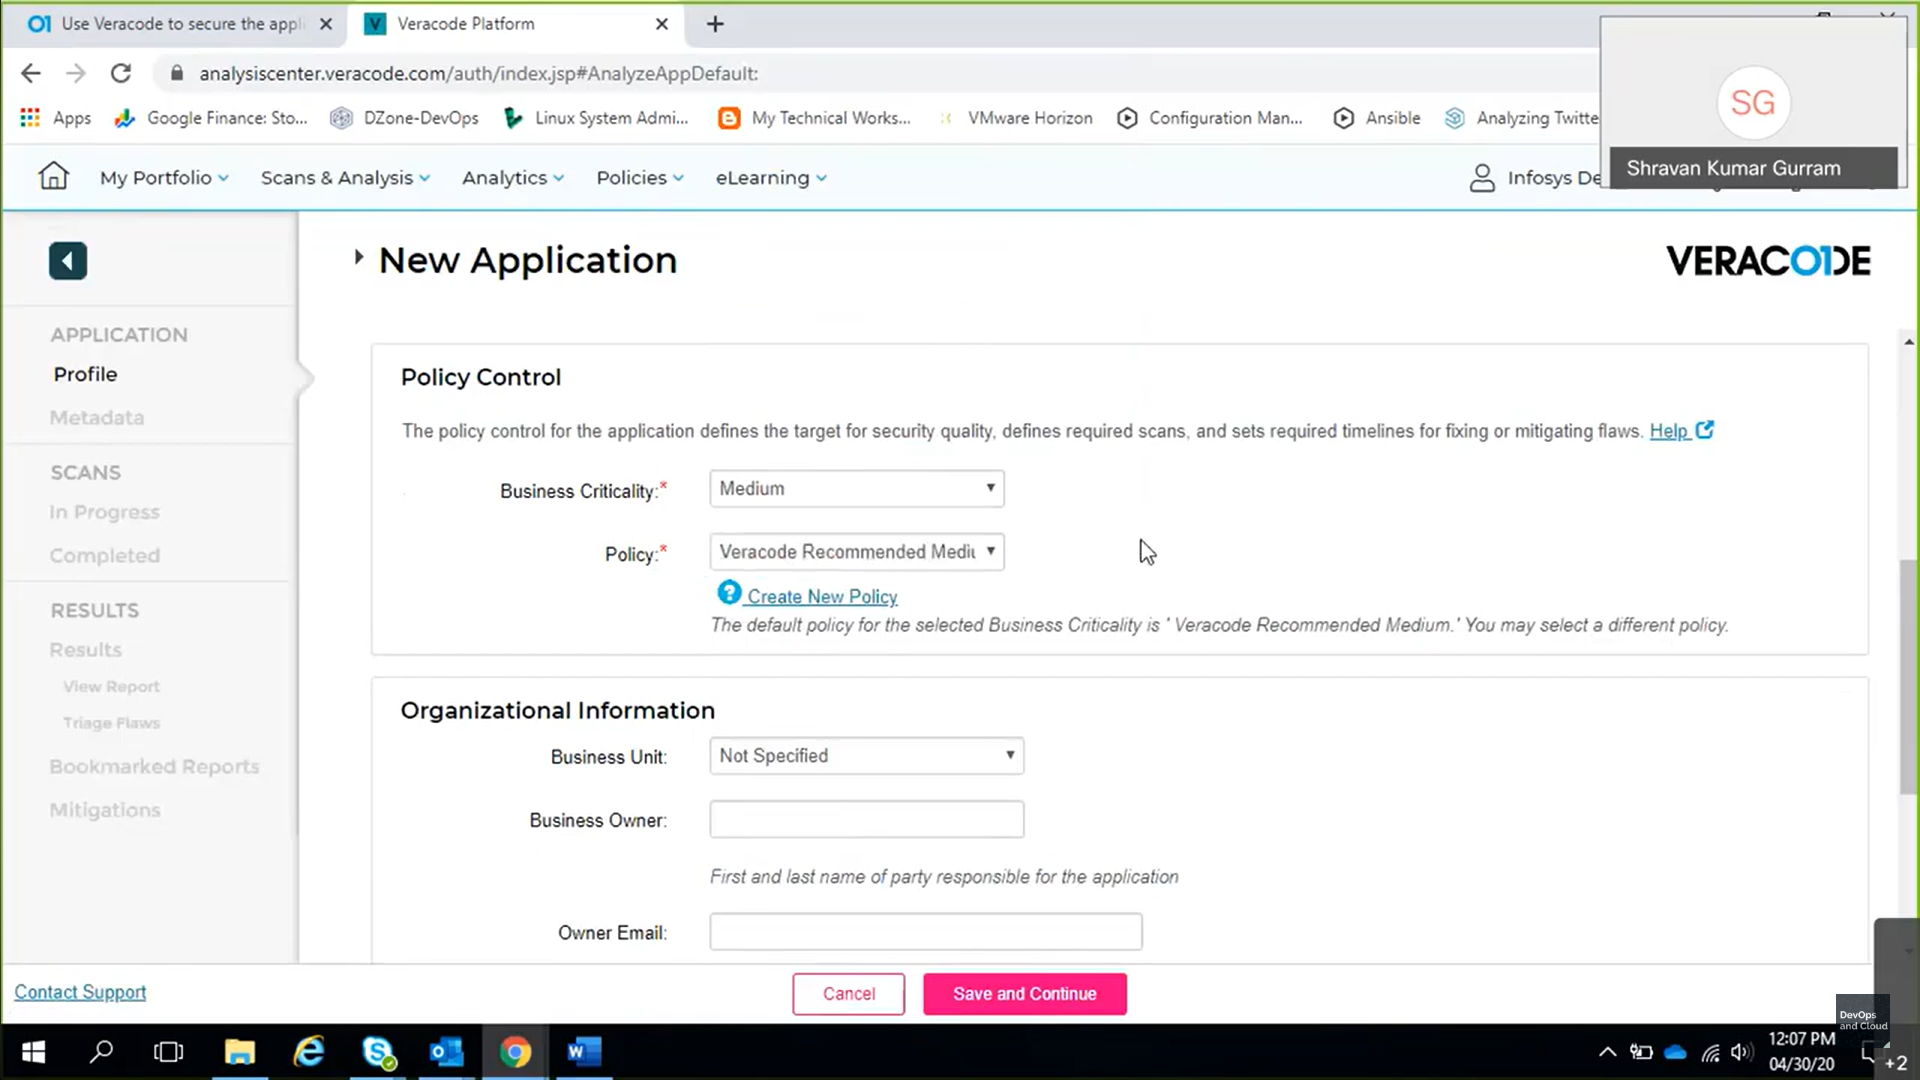 Use Veracode to secure the appl
Veracode Platform
analysiscenter.veracode.com/auth/index.jsp#AnalyzeAppDefault:
Apps
Google Finance: Sto...
DZone-DevOps
Linux System Admi...
My Technical Works...
VMware Horizon
Configuration Man...
Ansible
Analyzing Twitte
SG
Shravan Kumar Gurram
My Portfolio
Scans & Analysis
Analytics
Policies
eLearning
Infosys De
New Application
VERACODE
APPLICATION
Profile
Metadata
SCANS
In Progress
Completed
RESULTS
Results
View Report
Triage Flaws
Bookmarked Reports
Mitigations
Policy Control
The policy control for the application defines the target for security quality, defines required scans, and sets required timelines for fixing or mitigating flaws. Help
Business Criticality:* Medium
Policy:* Veracode Recommended Mediu
Create New Policy
The default policy for the selected Business Criticality is ' Veracode Recommended Medium.' You may select a different policy.
Organizational Information
Business Unit: Not Specified
Business Owner:
First and last name of party responsible for the application
Owner Email:
Contact Support
Cancel
Save and Continue
DevOps
and Cloud
12:07 PM
04/30/20
+2